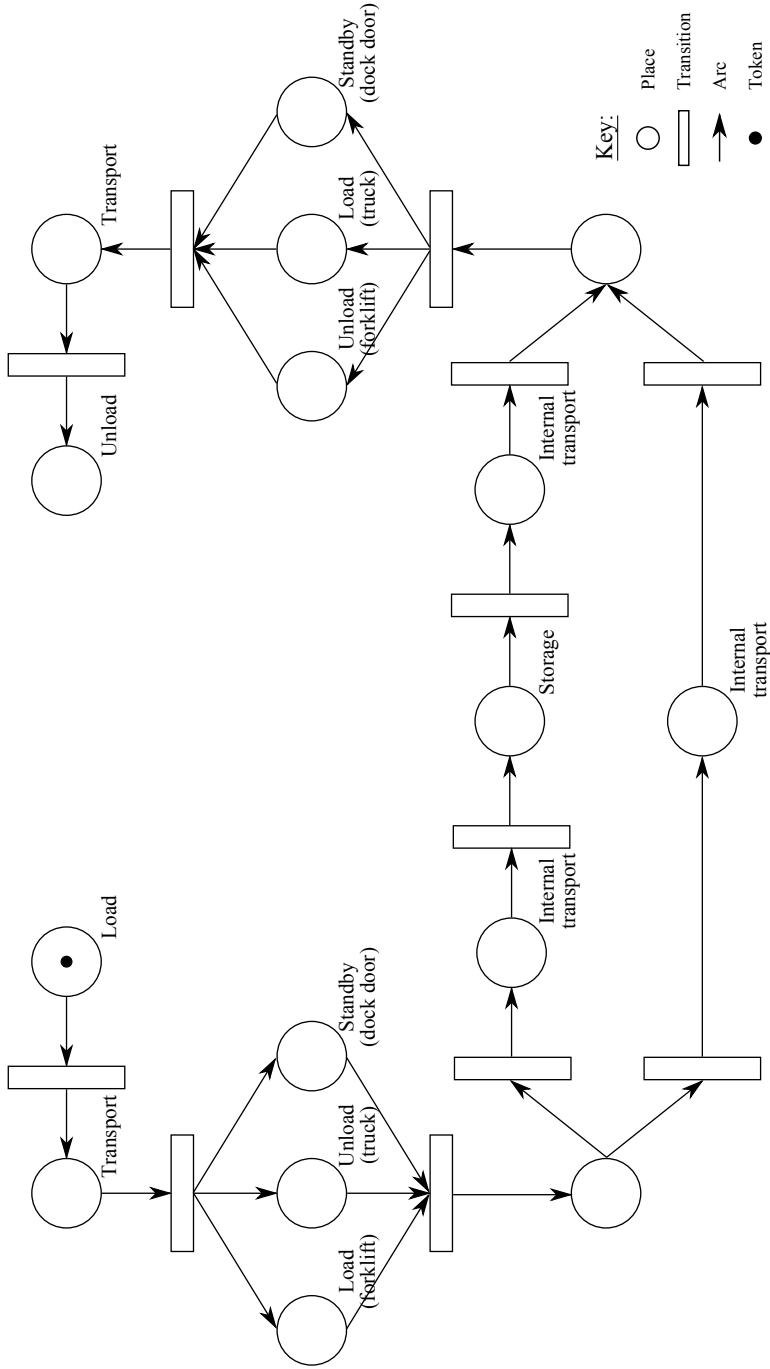 Load
Transport
Load
(forklift)
Unload
(truck)
Standby
(dock door)
Internal
transport
Storage
Internal
transport
Internal
transport
Unload
(forklift)
Load
(truck)
Standby
(dock door)
Transport
Unload
Key:
Place
Transition
Arc
Token